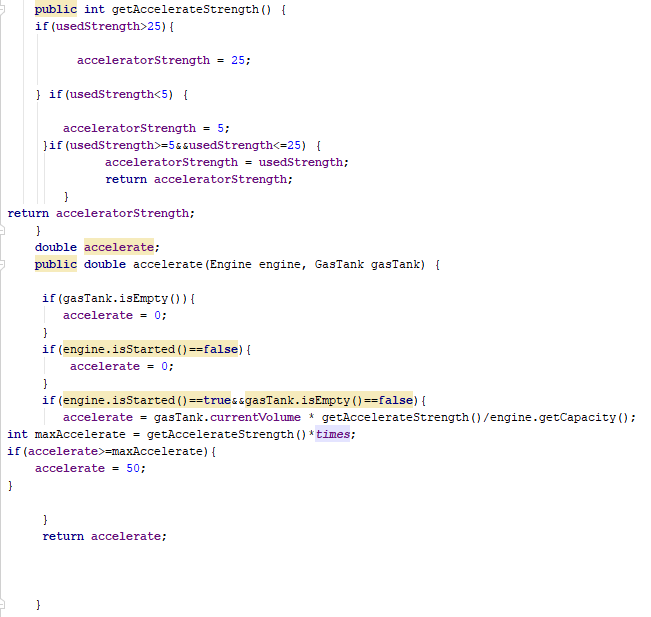 public int getAccelerateStrength() {
if(usedStrength>25){
acceleratorStrength = 25;
} if(usedStrength<5) {
acceleratorStrength = 5;
}if(usedStrength>=5&&usedStrength<=25) {
acceleratorStrength = usedStrength;
return acceleratorStrength;
}
return acceleratorStrength;
}
double accelerate;
public double accelerate(Engine engine, GasTank gasTank) {
if(gasTank.isEmpty()){
accelerate = 0;
}
if(engine.isStarted()==false){
accelerate = 0;
}
if(engine.isStarted()==true&&gasTank.isEmpty()==false){
accelerate = gasTank.currentVolume * getAccelerateStrength()/engine.getCapacity();
int maxAccelerate = getAccelerateStrength()*times;
if(accelerate>=maxAccelerate){
accelerate = 50;
}
}
return accelerate;
}